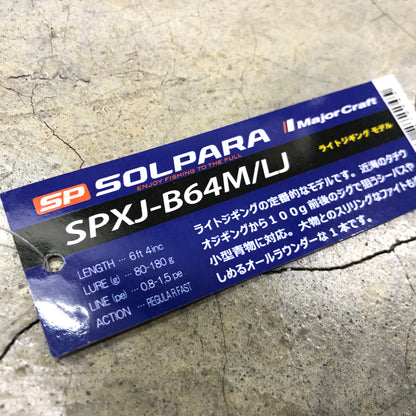 SP SOLPARA
ENJOY FISHING TO THE FULL
MajorCraft
SPXJ-B64M/LJ
ライトジギング モデル
LENGTH … 6ft 4inc
LURE (g) … 80-180g
LINE (pe) … 0.8-1.5 pe
ACTION … REGULAR FAST
ライトジギングの定番的なモデルです。近海のタチウ
オジギングから100g前後のジグで狙うシーバスや
小型青物に対応。大物とのスリリングなファイトが
しめるオールラウンダーな1本です。